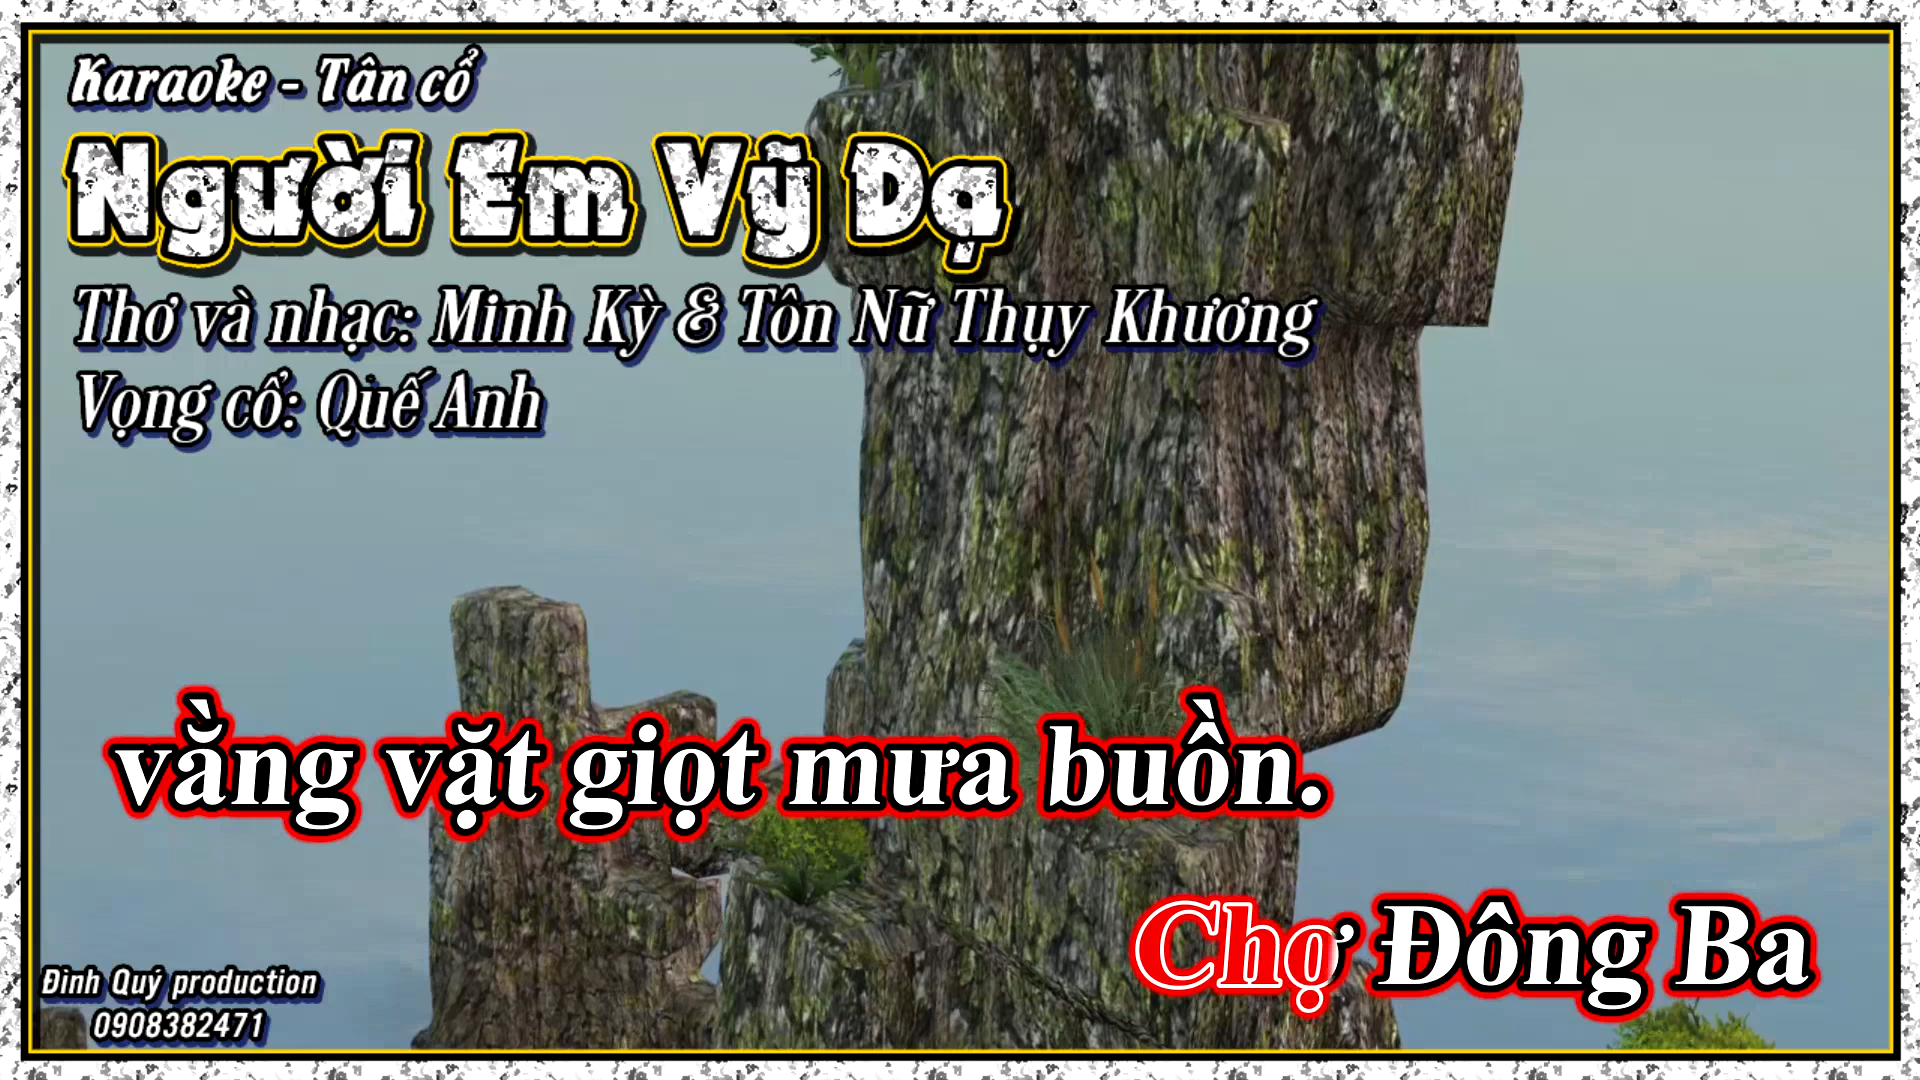 Karaoke - Tân cổ
Người Em Vỹ Dạ
Thơ và nhạc: Minh Kỳ & Tôn Nữ Thụy Khương
Vọng cổ: Quế Anh
vằng vặt giọt mưa buồn.
Chợ Đông Ba
Đình Quý production
0908382471